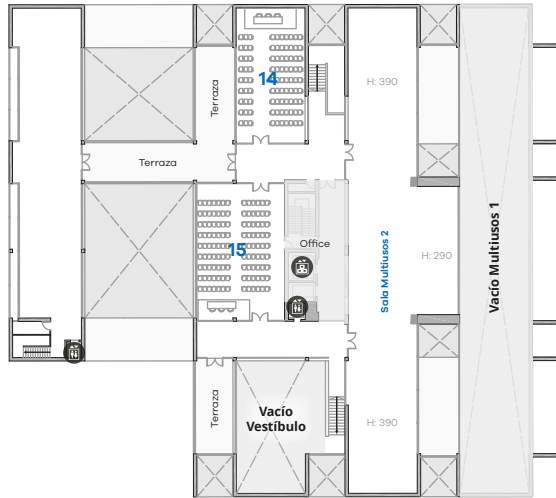 14
H: 390
Terraza
Terraza
Office
15
Sala Multiusos 2
H: 290
Vacío Multiusos 1
Terraza
Vacío
Vestíbulo
H: 390